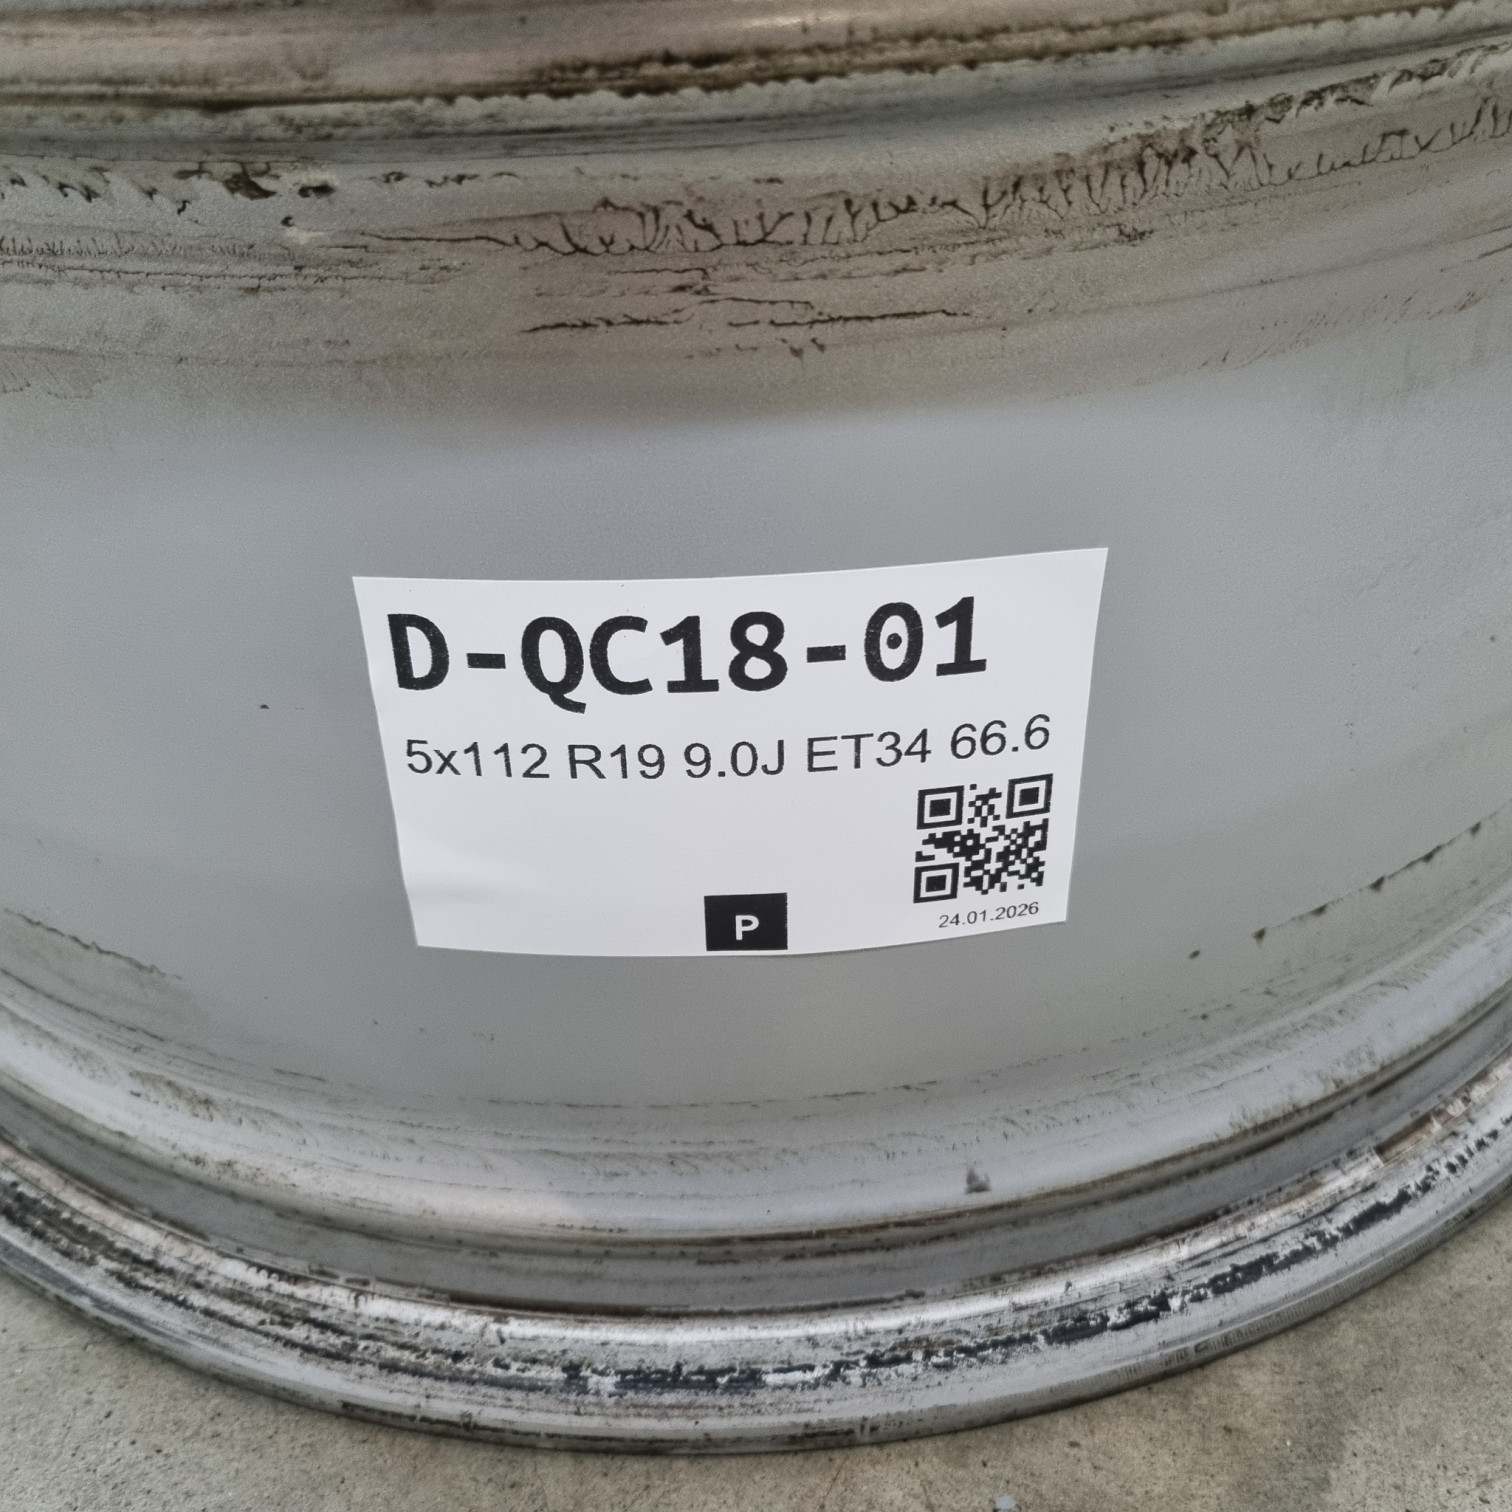 D-QC18-01
5x112 R19 9.0J ET34 66.6
P
24.01.2026